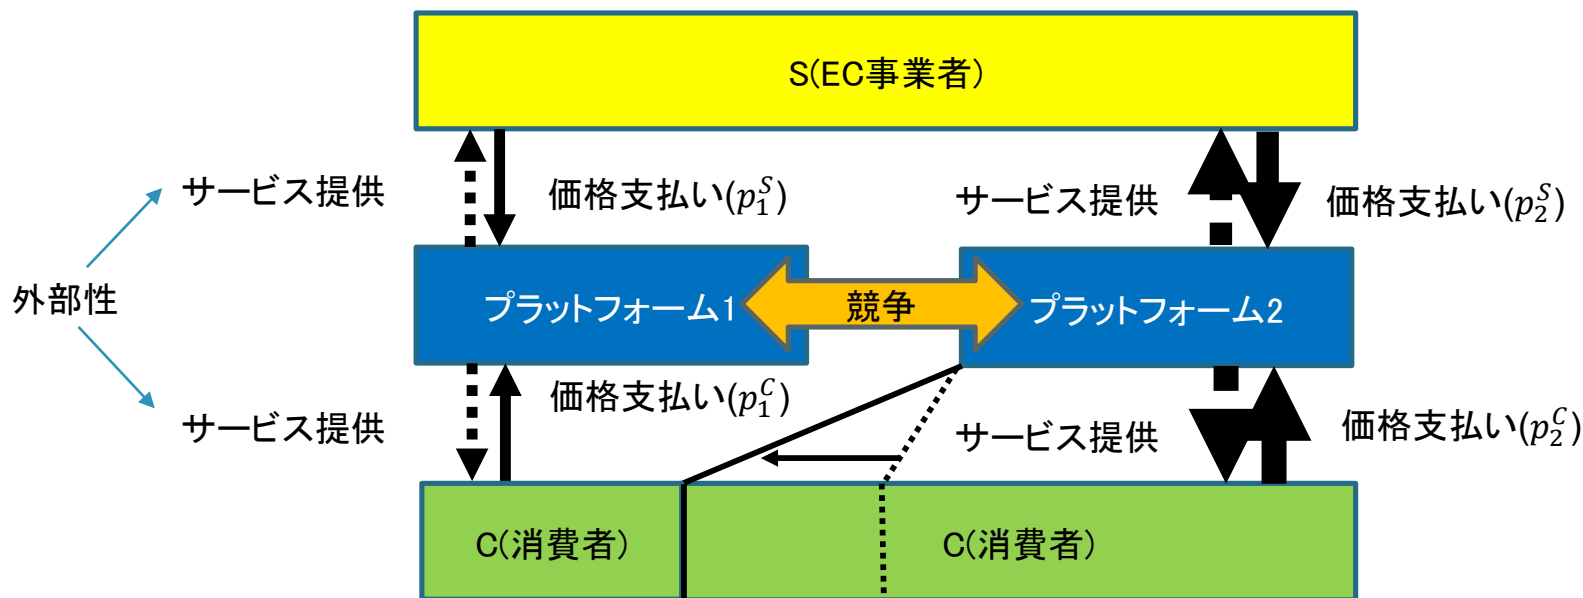 S(EC事業者)
サービス提供
価格支払い(p₁ˢ)
サービス提供
価格支払い(p₂ˢ)
外部性
プラットフォーム1
競争
プラットフォーム2
サービス提供
価格支払い(p₁ᶜ)
サービス提供
価格支払い(p₂ᶜ)
C(消費者)
C(消費者)